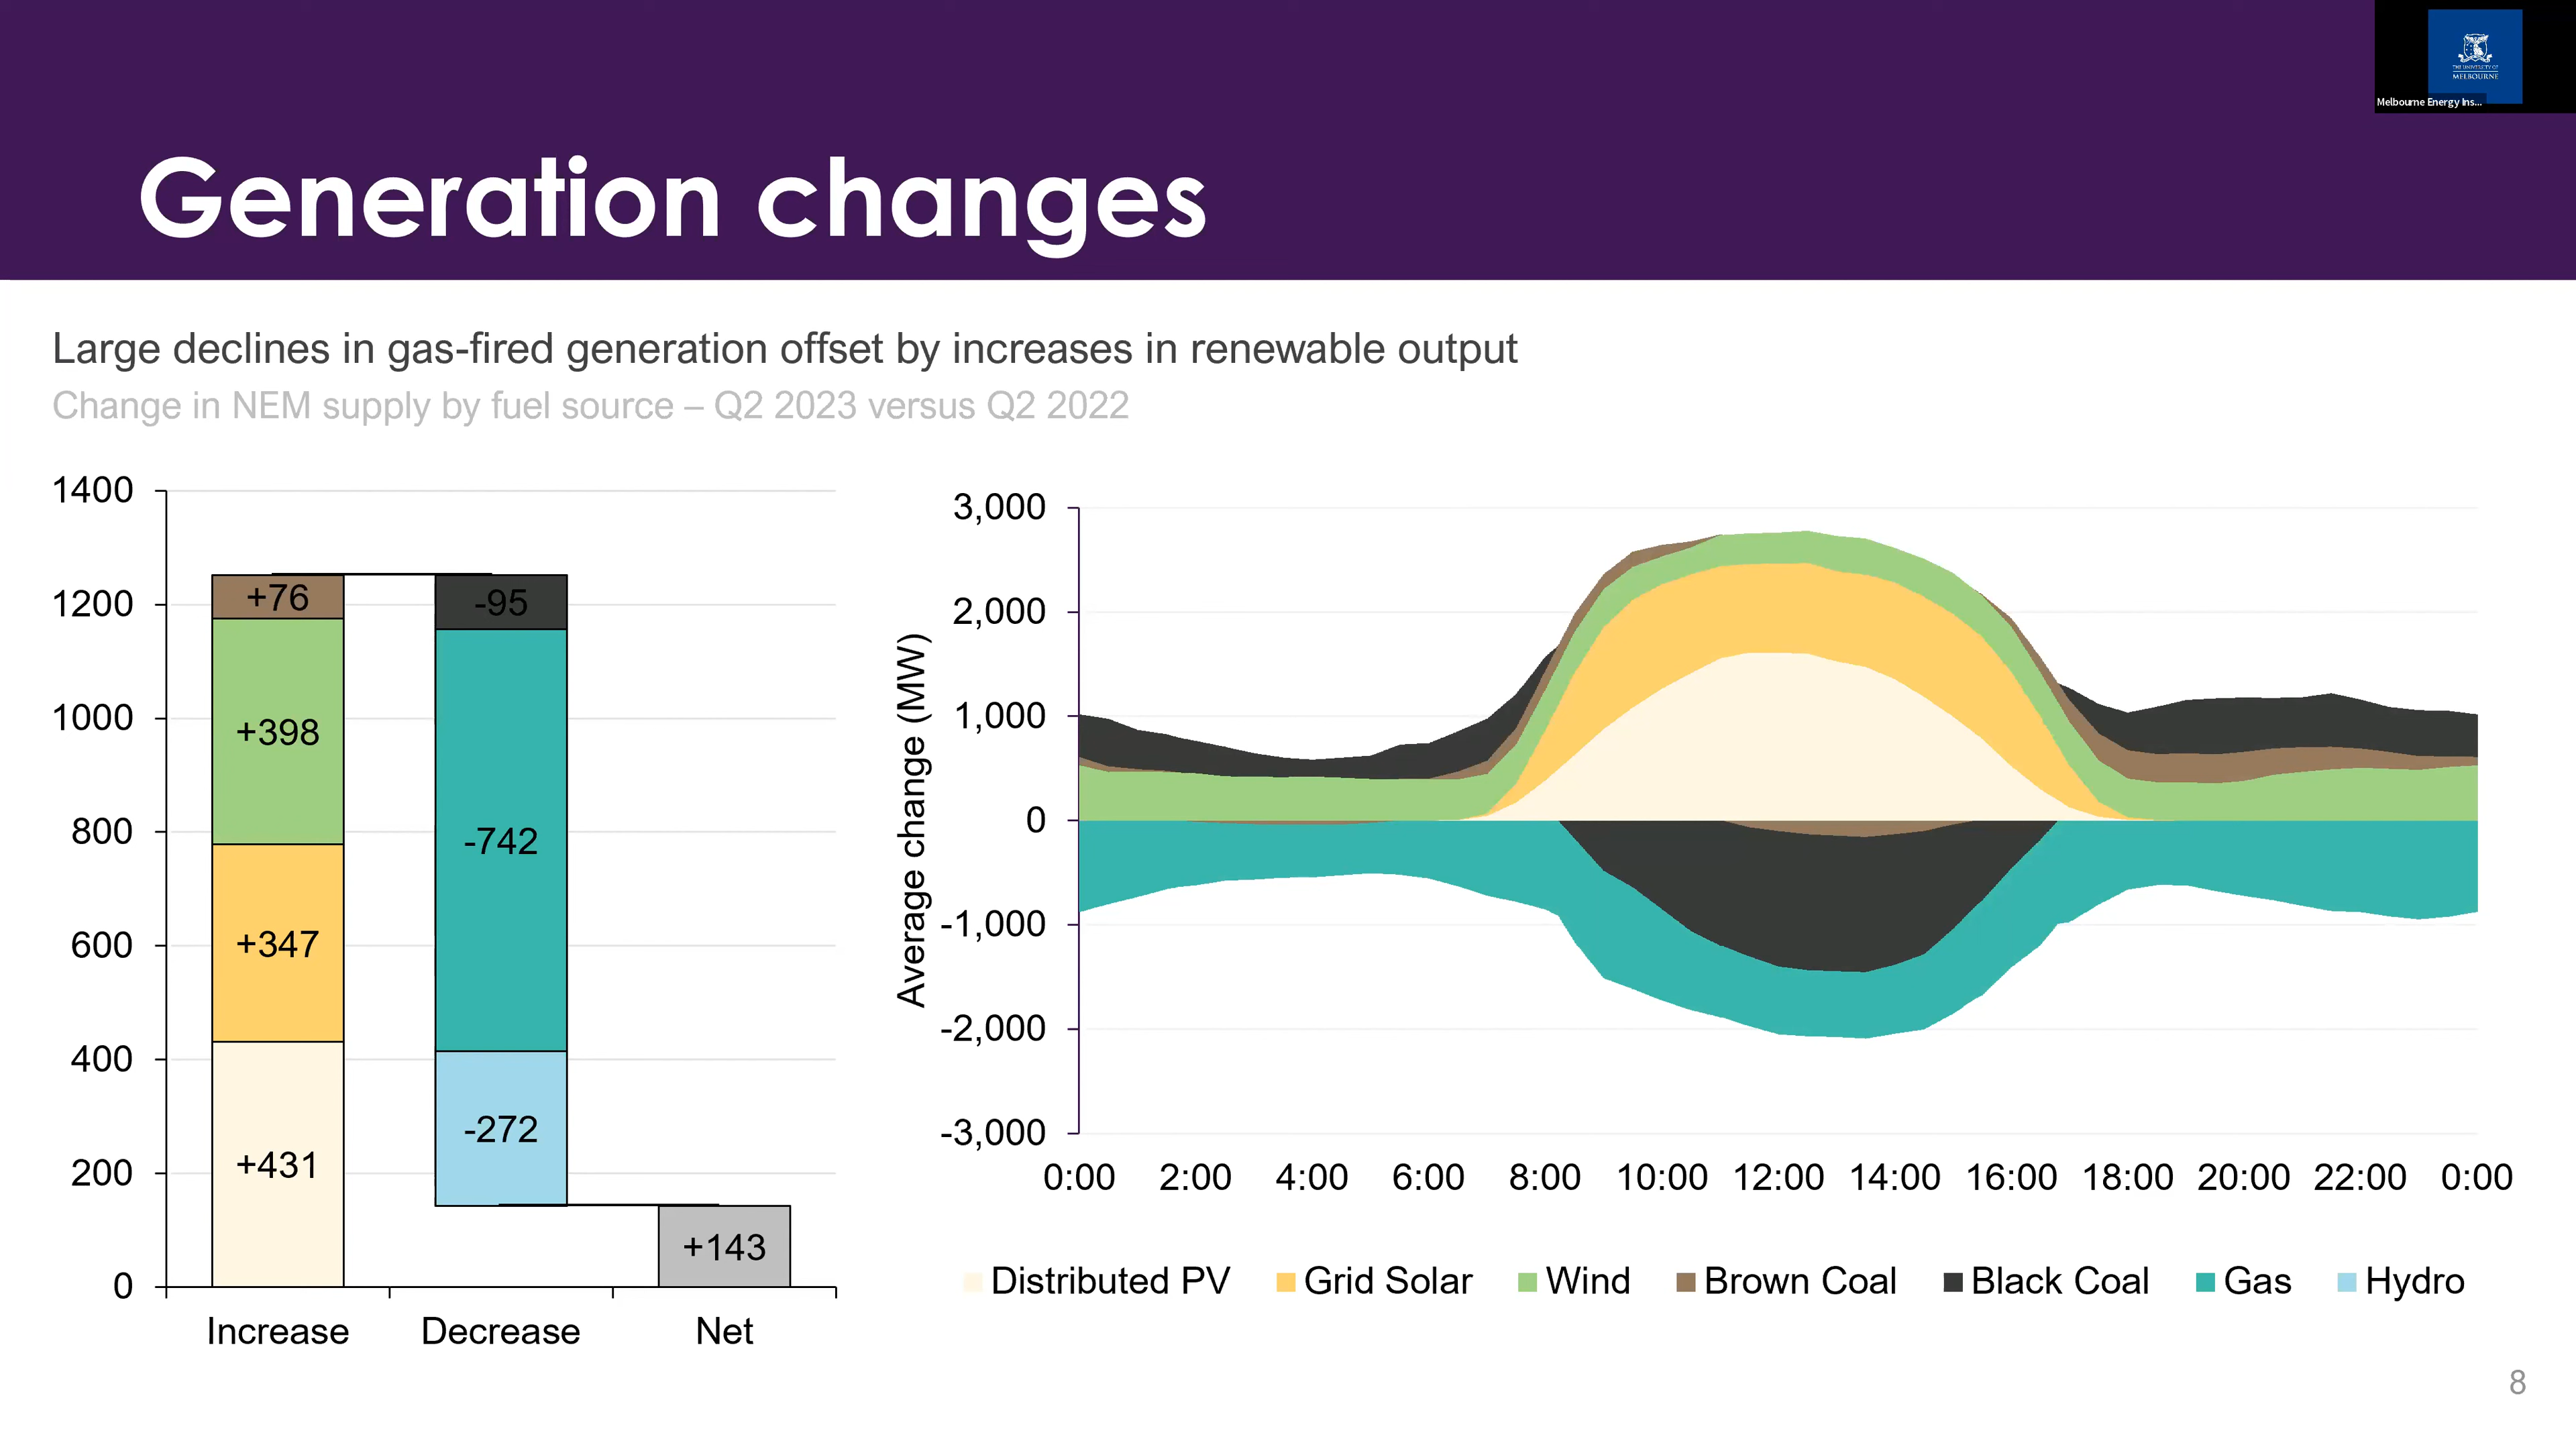 THE UNIVERSITY OF
MELBOURNE
Melbourne Energy Ins...
Generation changes
Large declines in gas-fired generation offset by increases in renewable output
Change in NEM supply by fuel source – Q2 2023 versus Q2 2022
1400
1200
1000
800
600
400
200
0
+76
+398
+347
+431
-95
-742
-272
+143
Increase
Decrease
Net
Average change (MW)
3,000
2,000
1,000
0
-1,000
-2,000
-3,000
0:00 2:00 4:00 6:00 8:00 10:00 12:00 14:00 16:00 18:00 20:00 22:00 0:00
Distributed PV Grid Solar Wind Brown Coal Black Coal Gas Hydro
8